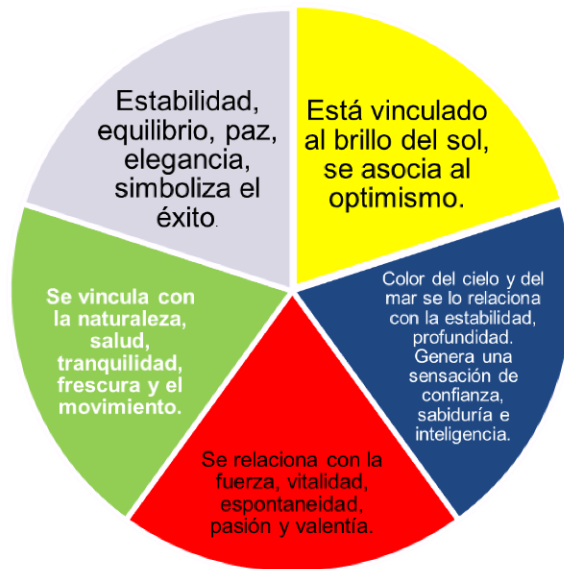 Estabilidad,
equilibrio, paz,
elegancia,
simboliza el
éxito.
Está vinculado
al brillo del sol,
se asocia al
optimismo.
Color del cielo y del
mar se lo relaciona
con la estabilidad,
profundidad.
Genera una
sensación de
confianza,
sabiduría e
inteligencia.
Se vincula con
la naturaleza,
salud,
tranquilidad,
frescura y el
movimiento.
Se relaciona con la
fuerza, vitalidad,
espontaneidad,
pasión y valentía.